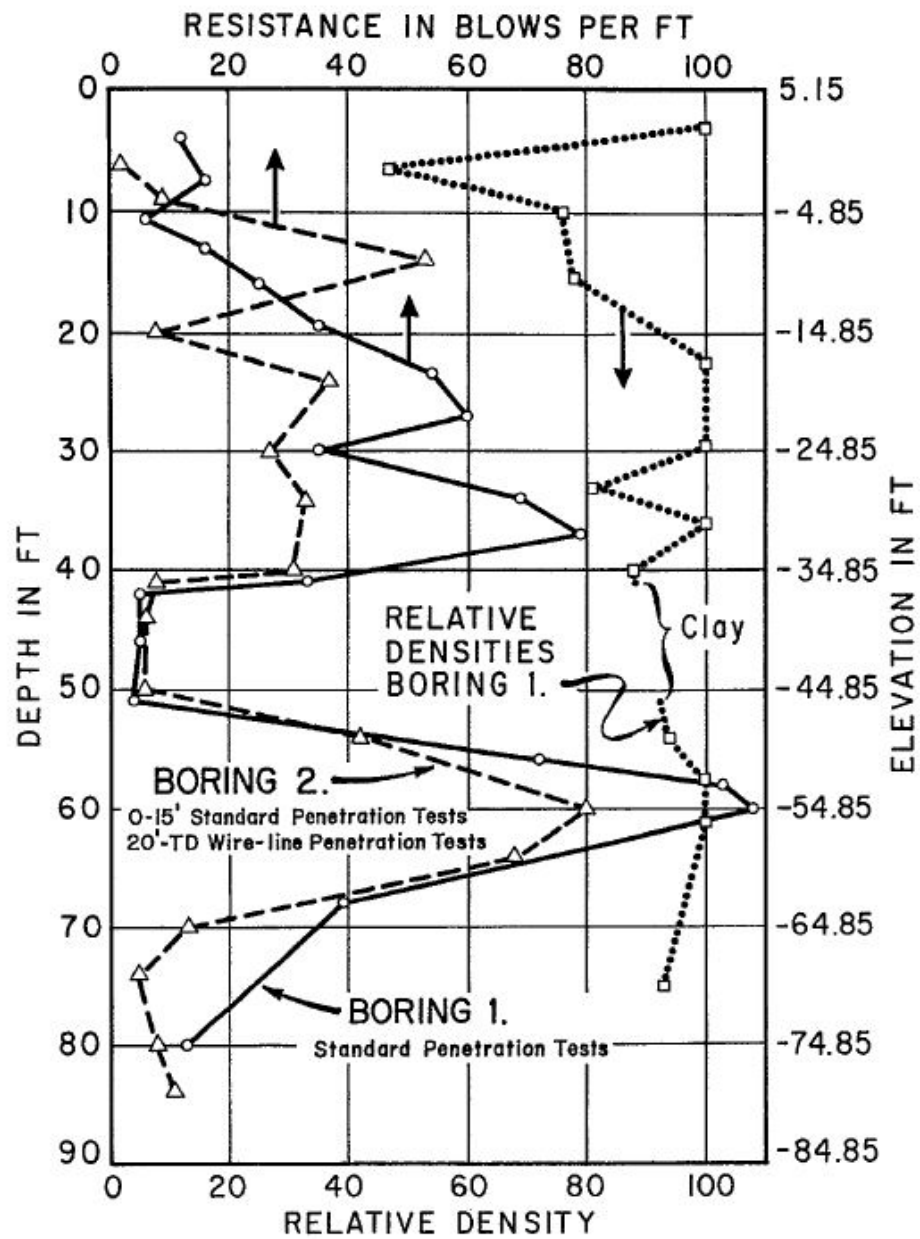 RESISTANCE IN BLOWS PER FT
0 20 40 60 80 100
0 5.15
10 -4.85
20 -14.85
30 -24.85
40 -34.85
50 -44.85
60 -54.85
70 -64.85
80 -74.85
90 -84.85
DEPTH IN FT
ELEVATION IN FT
RELATIVE
DENSITIES
BORING 1.
Clay
BORING 2.
0-15' Standard Penetration Tests
20'-TD Wire-line Penetration Tests
BORING 1.
Standard Penetration Tests
0 20 40 60 80 100
RELATIVE DENSITY